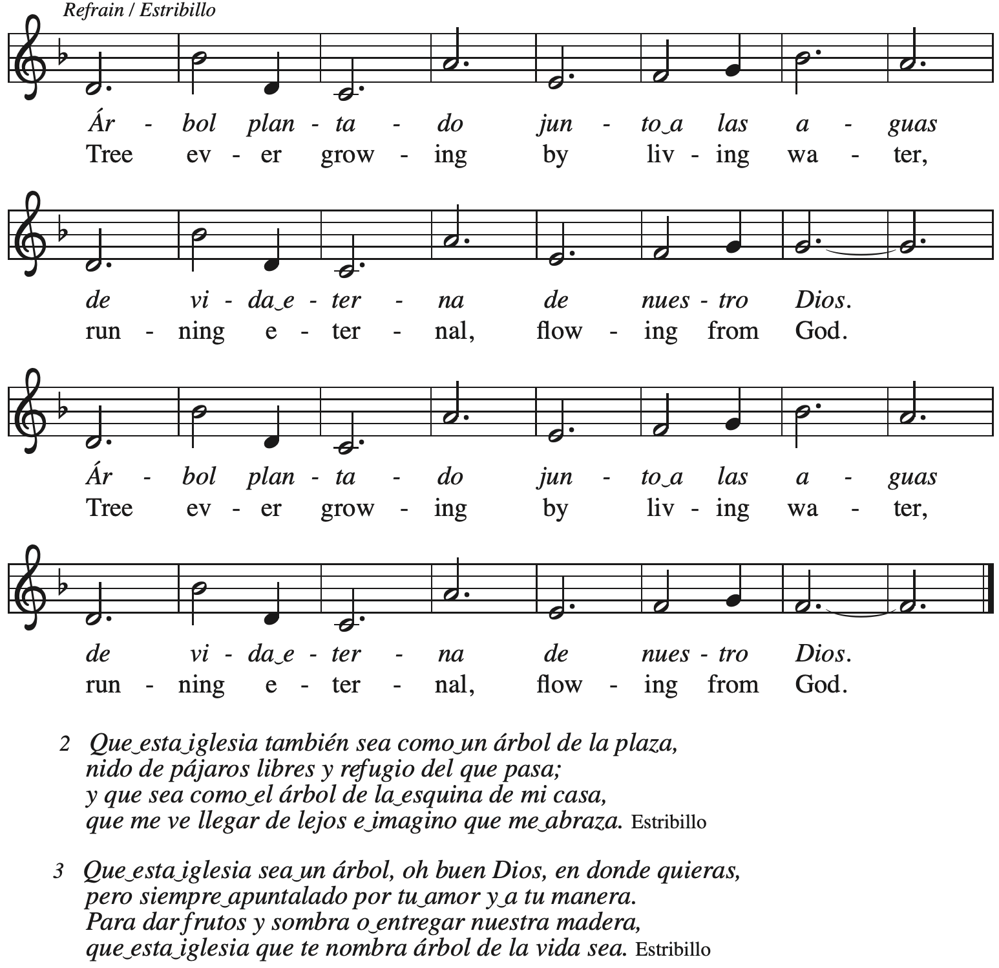 Refrain / Estribillo
Ár - bol plan - ta - do jun - to‿a las a - guas
Tree ev - er grow - ing by liv - ing wa - ter,
de vi - da‿e - ter - na de nues - tro Dios.
run - ning e - ter - nal, flow - ing from God.
Ár - bol plan - ta - do jun - to‿a las a - guas
Tree ev - er grow - ing by liv - ing wa - ter,
de vi - da‿e - ter - na de nues - tro Dios.
run - ning e - ter - nal, flow - ing from God.
2 Que‿esta‿iglesia también sea como‿un árbol de la plaza,
nido de pájaros libres y refugio del que pasa;
y que sea como‿el árbol de la‿esquina de mi casa,
que me ve llegar de lejos e‿imagino que me‿abraza. Estribillo
3 Que‿esta‿iglesia sea‿un árbol, oh buen Dios, en donde quieras,
pero siempre‿apuntalado por tu‿amor y‿a tu manera.
Para dar frutos y sombra o‿entregar nuestra madera,
que‿esta‿iglesia que te nombra árbol de la vida sea. Estribillo